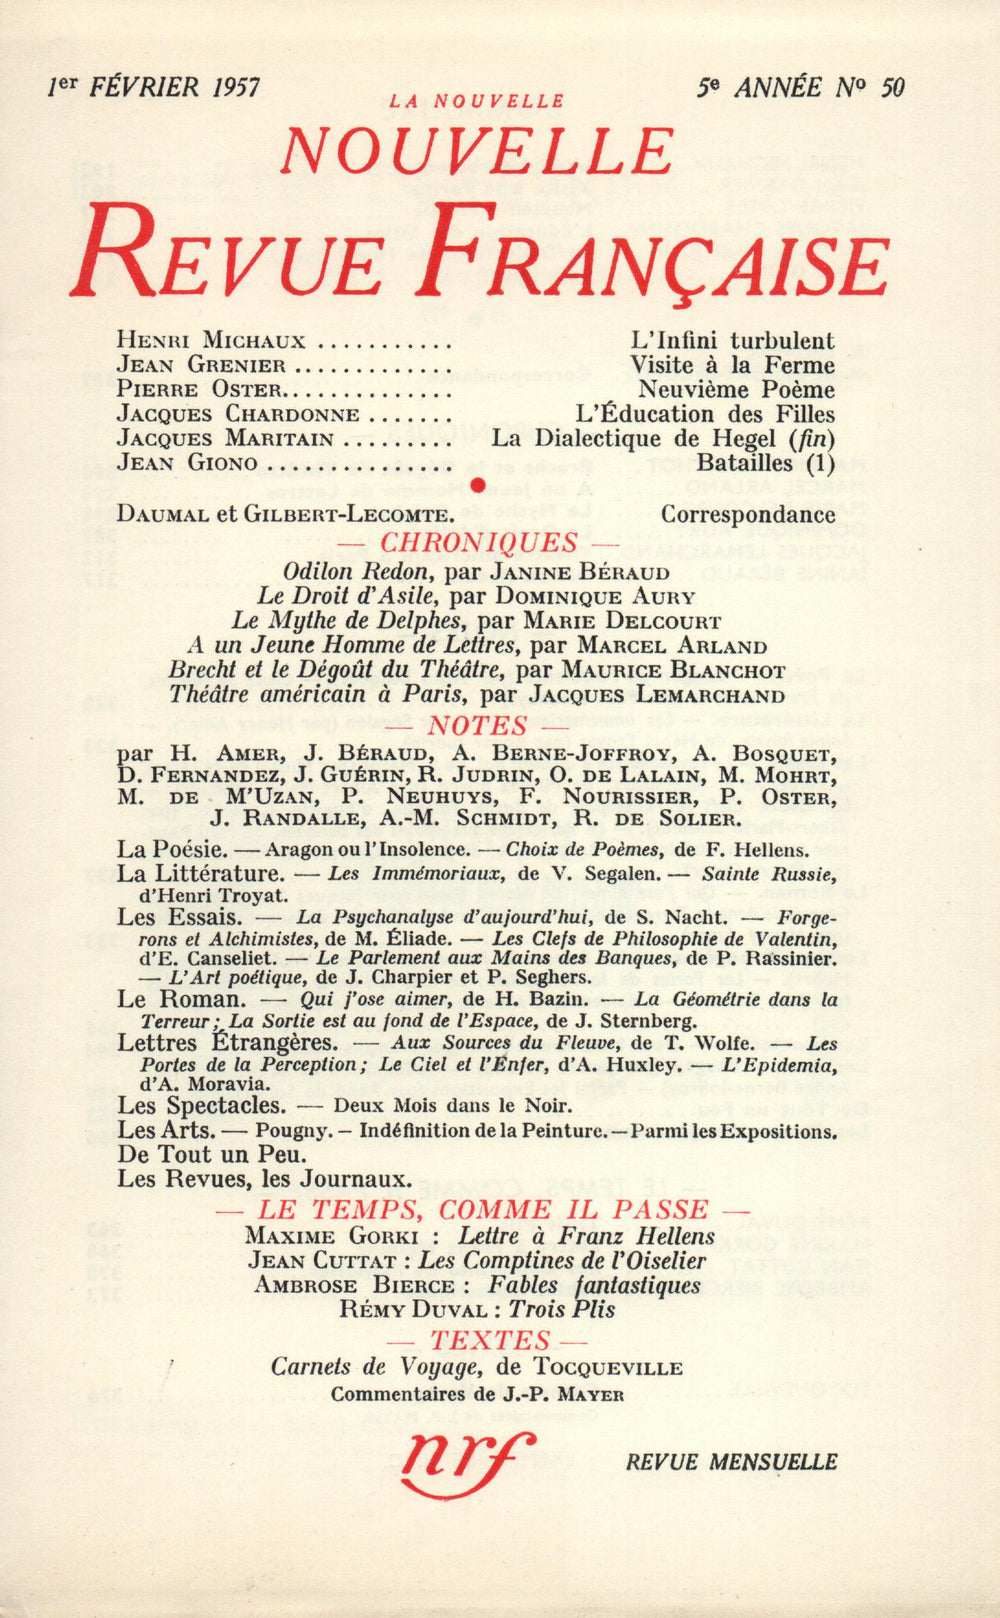 1er FÉVRIER 1957 5e ANNÉE No 50
LA NOUVELLE
NOUVELLE
REVUE FRANÇAISE
HENRI MICHAUX ........... L'Infini turbulent
JEAN GRENIER ............. Visite à la Ferme
PIERRE OSTER.............. Neuvième Poème
JACQUES CHARDONNE ....... L'Éducation des Filles
JACQUES MARITAIN ......... La Dialectique de Hegel (fin)
JEAN GIONO ............... Batailles (1)
DAUMAL et GILBERT-LECOMTE. Correspondance
— CHRONIQUES —
Odilon Redon, par JANINE BÉRAUD
Le Droit d'Asile, par DOMINIQUE AURY
Le Mythe de Delphes, par MARIE DELCOURT
A un Jeune Homme de Lettres, par MARCEL ARLAND
Brecht et le Dégoût du Théâtre, par MAURICE BLANCHOT
Théâtre américain à Paris, par JACQUES LEMARCHAND
— NOTES —
par H. AMER, J. BÉRAUD, A. BERNE-JOFFROY, A. BOSQUET,
D. FERNANDEZ, J. GUÉRIN, R. JUDRIN, O. DE LALAIN, M. MOHRT,
M. DE M'UZAN, P. NEUHUYS, F. NOURISSIER, P. OSTER,
J. RANDALLE, A.-M. SCHMIDT, R. DE SOLIER.
La Poésie. — Aragon ou l'Insolence. — Choix de Poèmes, de F. Hellens.
La Littérature. — Les Immémoriaux, de V. Segalen. — Sainte Russie,
d'Henri Troyat.
Les Essais. — La Psychanalyse d'aujourd'hui, de S. Nacht. — Forge-
rons et Alchimistes, de M. Éliade. — Les Clefs de Philosophie de Valentin,
d'E. Canseliet. — Le Parlement aux Mains des Banques, de P. Rassinier.
— L'Art poétique, de J. Charpier et P. Seghers.
Le Roman. — Qui j'ose aimer, de H. Bazin. — La Géométrie dans la
Terreur; La Sortie est au fond de l'Espace, de J. Sternberg.
Lettres Étrangères. — Aux Sources du Fleuve, de T. Wolfe. — Les
Portes de la Perception; Le Ciel et l'Enfer, d'A. Huxley. — L'Epidemia,
d'A. Moravia.
Les Spectacles. — Deux Mois dans le Noir.
Les Arts. — Pougny. — Indéfinition de la Peinture. — Parmi les Expositions.
De Tout un Peu.
Les Revues, les Journaux.
— LE TEMPS, COMME IL PASSE —
MAXIME GORKI : Lettre à Franz Hellens
JEAN CUTTAT : Les Comptines de l'Oiselier
AMBROSE BIERCE : Fables fantastiques
RÉMY DUVAL : Trois Plis
— TEXTES —
Carnets de Voyage, de TOCQUEVILLE
Commentaires de J.-P. MAYER
nrf REVUE MENSUELLE